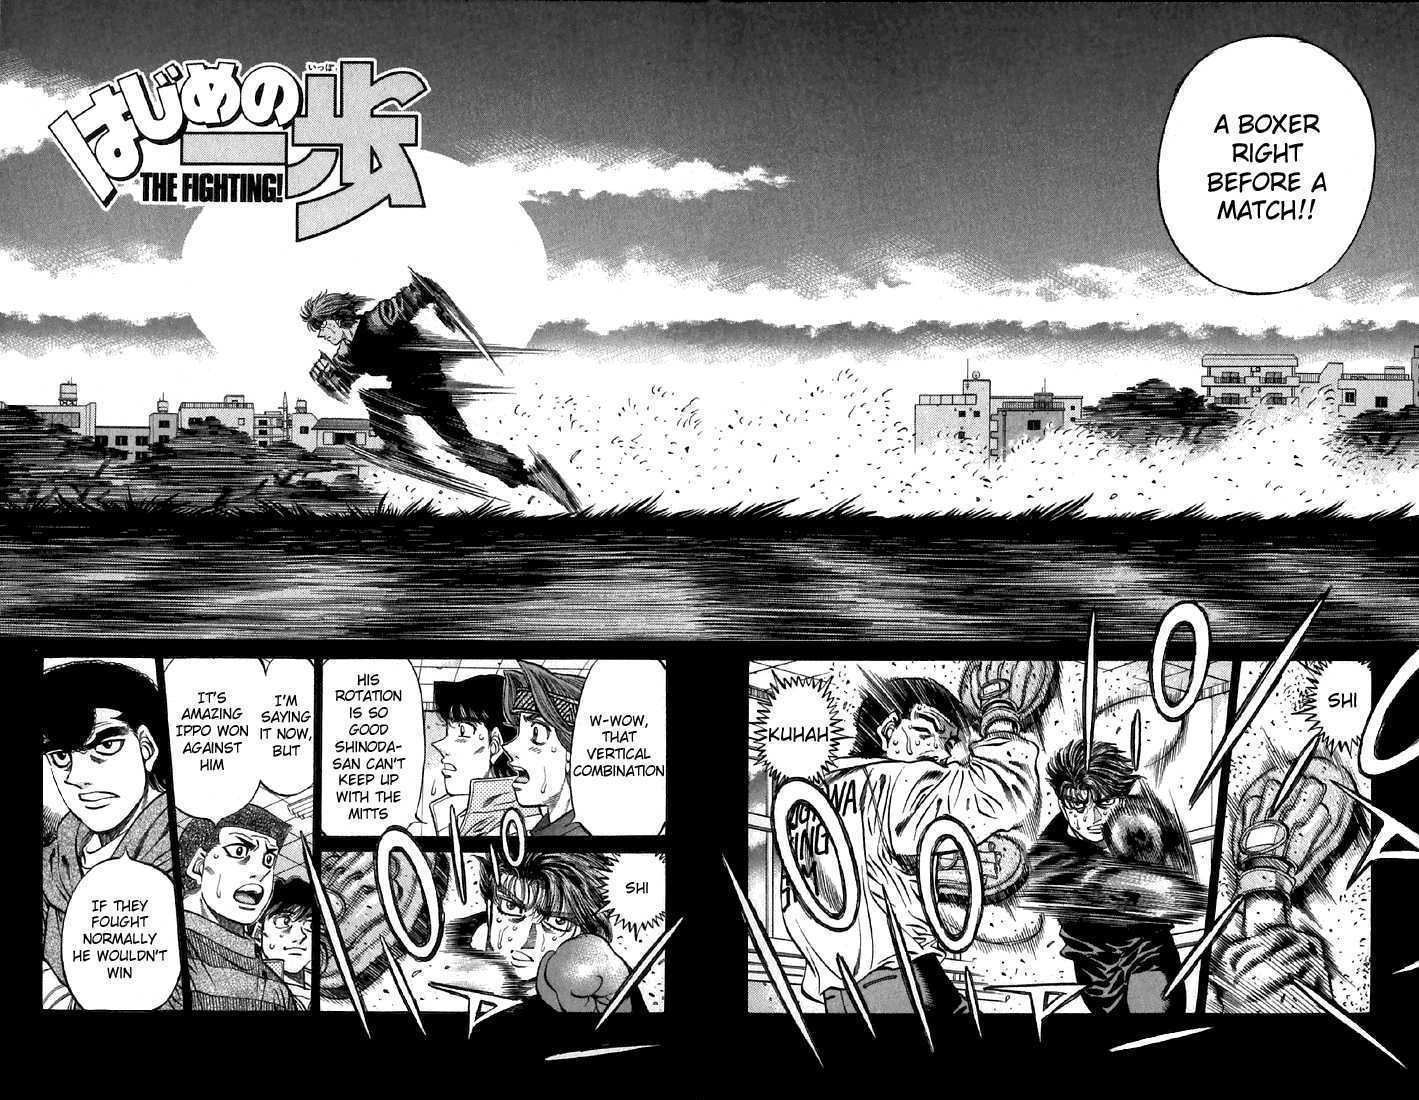 A BOXER
RIGHT
BEFORE A
MATCH!!
はじめの
いっぽ
一歩
THE FIGHTING!
SHI
KUHAH
W-WOW,
THAT
VERTICAL
COMBINATION
HIS
ROTATION
IS SO
GOOD
SHINODA-
SAN CAN'T
KEEP UP
WITH THE
MITTS
SHI
I'M
SAYING
IT NOW,
BUT
IT'S
AMAZING
IPPO WON
AGAINST
HIM
IF THEY
FOUGHT
NORMALLY
HE WOULDN'T
WIN